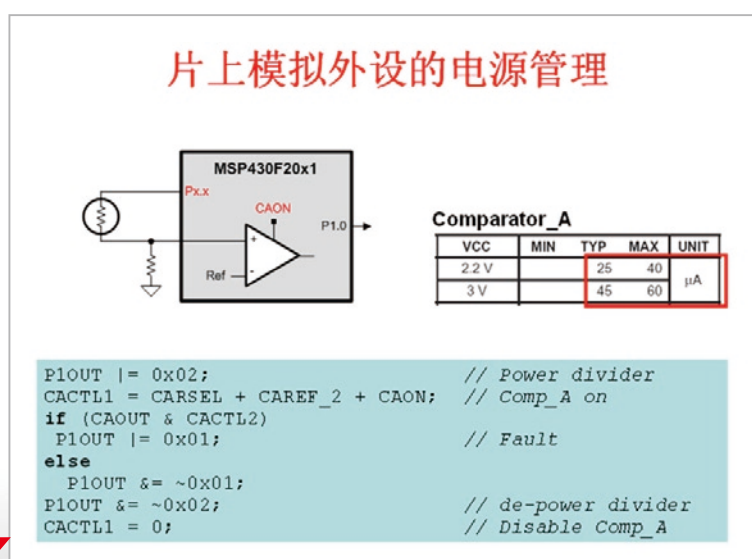 片上模拟外设的电源管理
MSP430F20x1
Px.x
CAON
P1.0
+
Ref
-
Comparator_A
VCC MIN TYP MAX UNIT
2.2 V 25 40 µA
3 V 45 60
P1OUT |= 0x02; // Power divider
CACTL1 = CARSEL + CAREF_2 + CAON; // Comp_A on
if (CAOUT & CACTL2)
P1OUT |= 0x01; // Fault
else
P1OUT &= ~0x01;
P1OUT &= ~0x02; // de-power divider
CACTL1 = 0; // Disable Comp_A